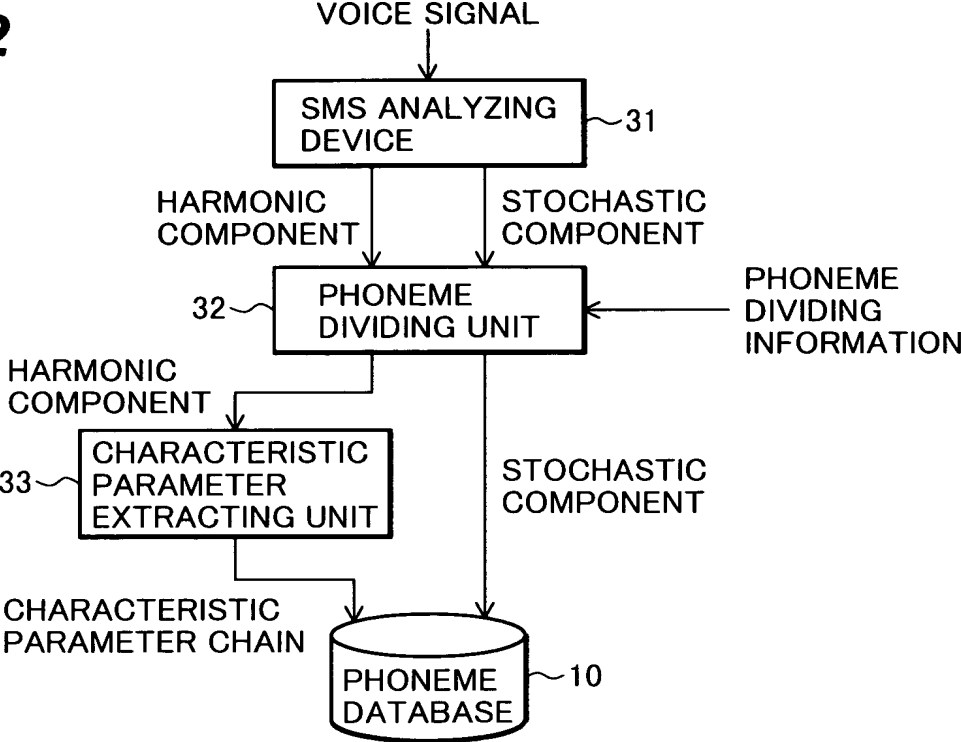 2
VOICE SIGNAL
SMS ANALYZING
DEVICE
31
HARMONIC
COMPONENT
STOCHASTIC
COMPONENT
32
PHONEME
DIVIDING UNIT
PHONEME
DIVIDING
INFORMATION
HARMONIC
COMPONENT
33
CHARACTERISTIC
PARAMETER
EXTRACTING UNIT
STOCHASTIC
COMPONENT
CHARACTERISTIC
PARAMETER CHAIN
PHONEME
DATABASE
10